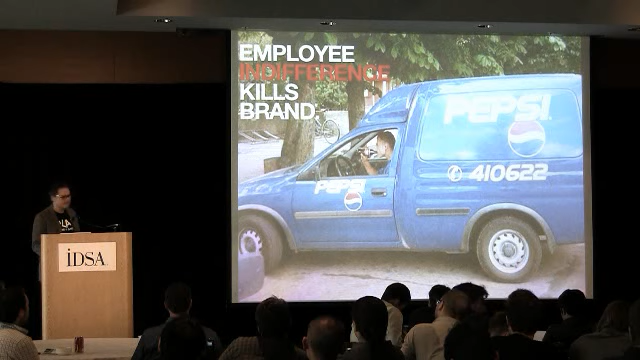 EMPLOYEE
INDIFFERENCE
KILLS
BRAND
PEPSI
410622
PEPSI
iDSA